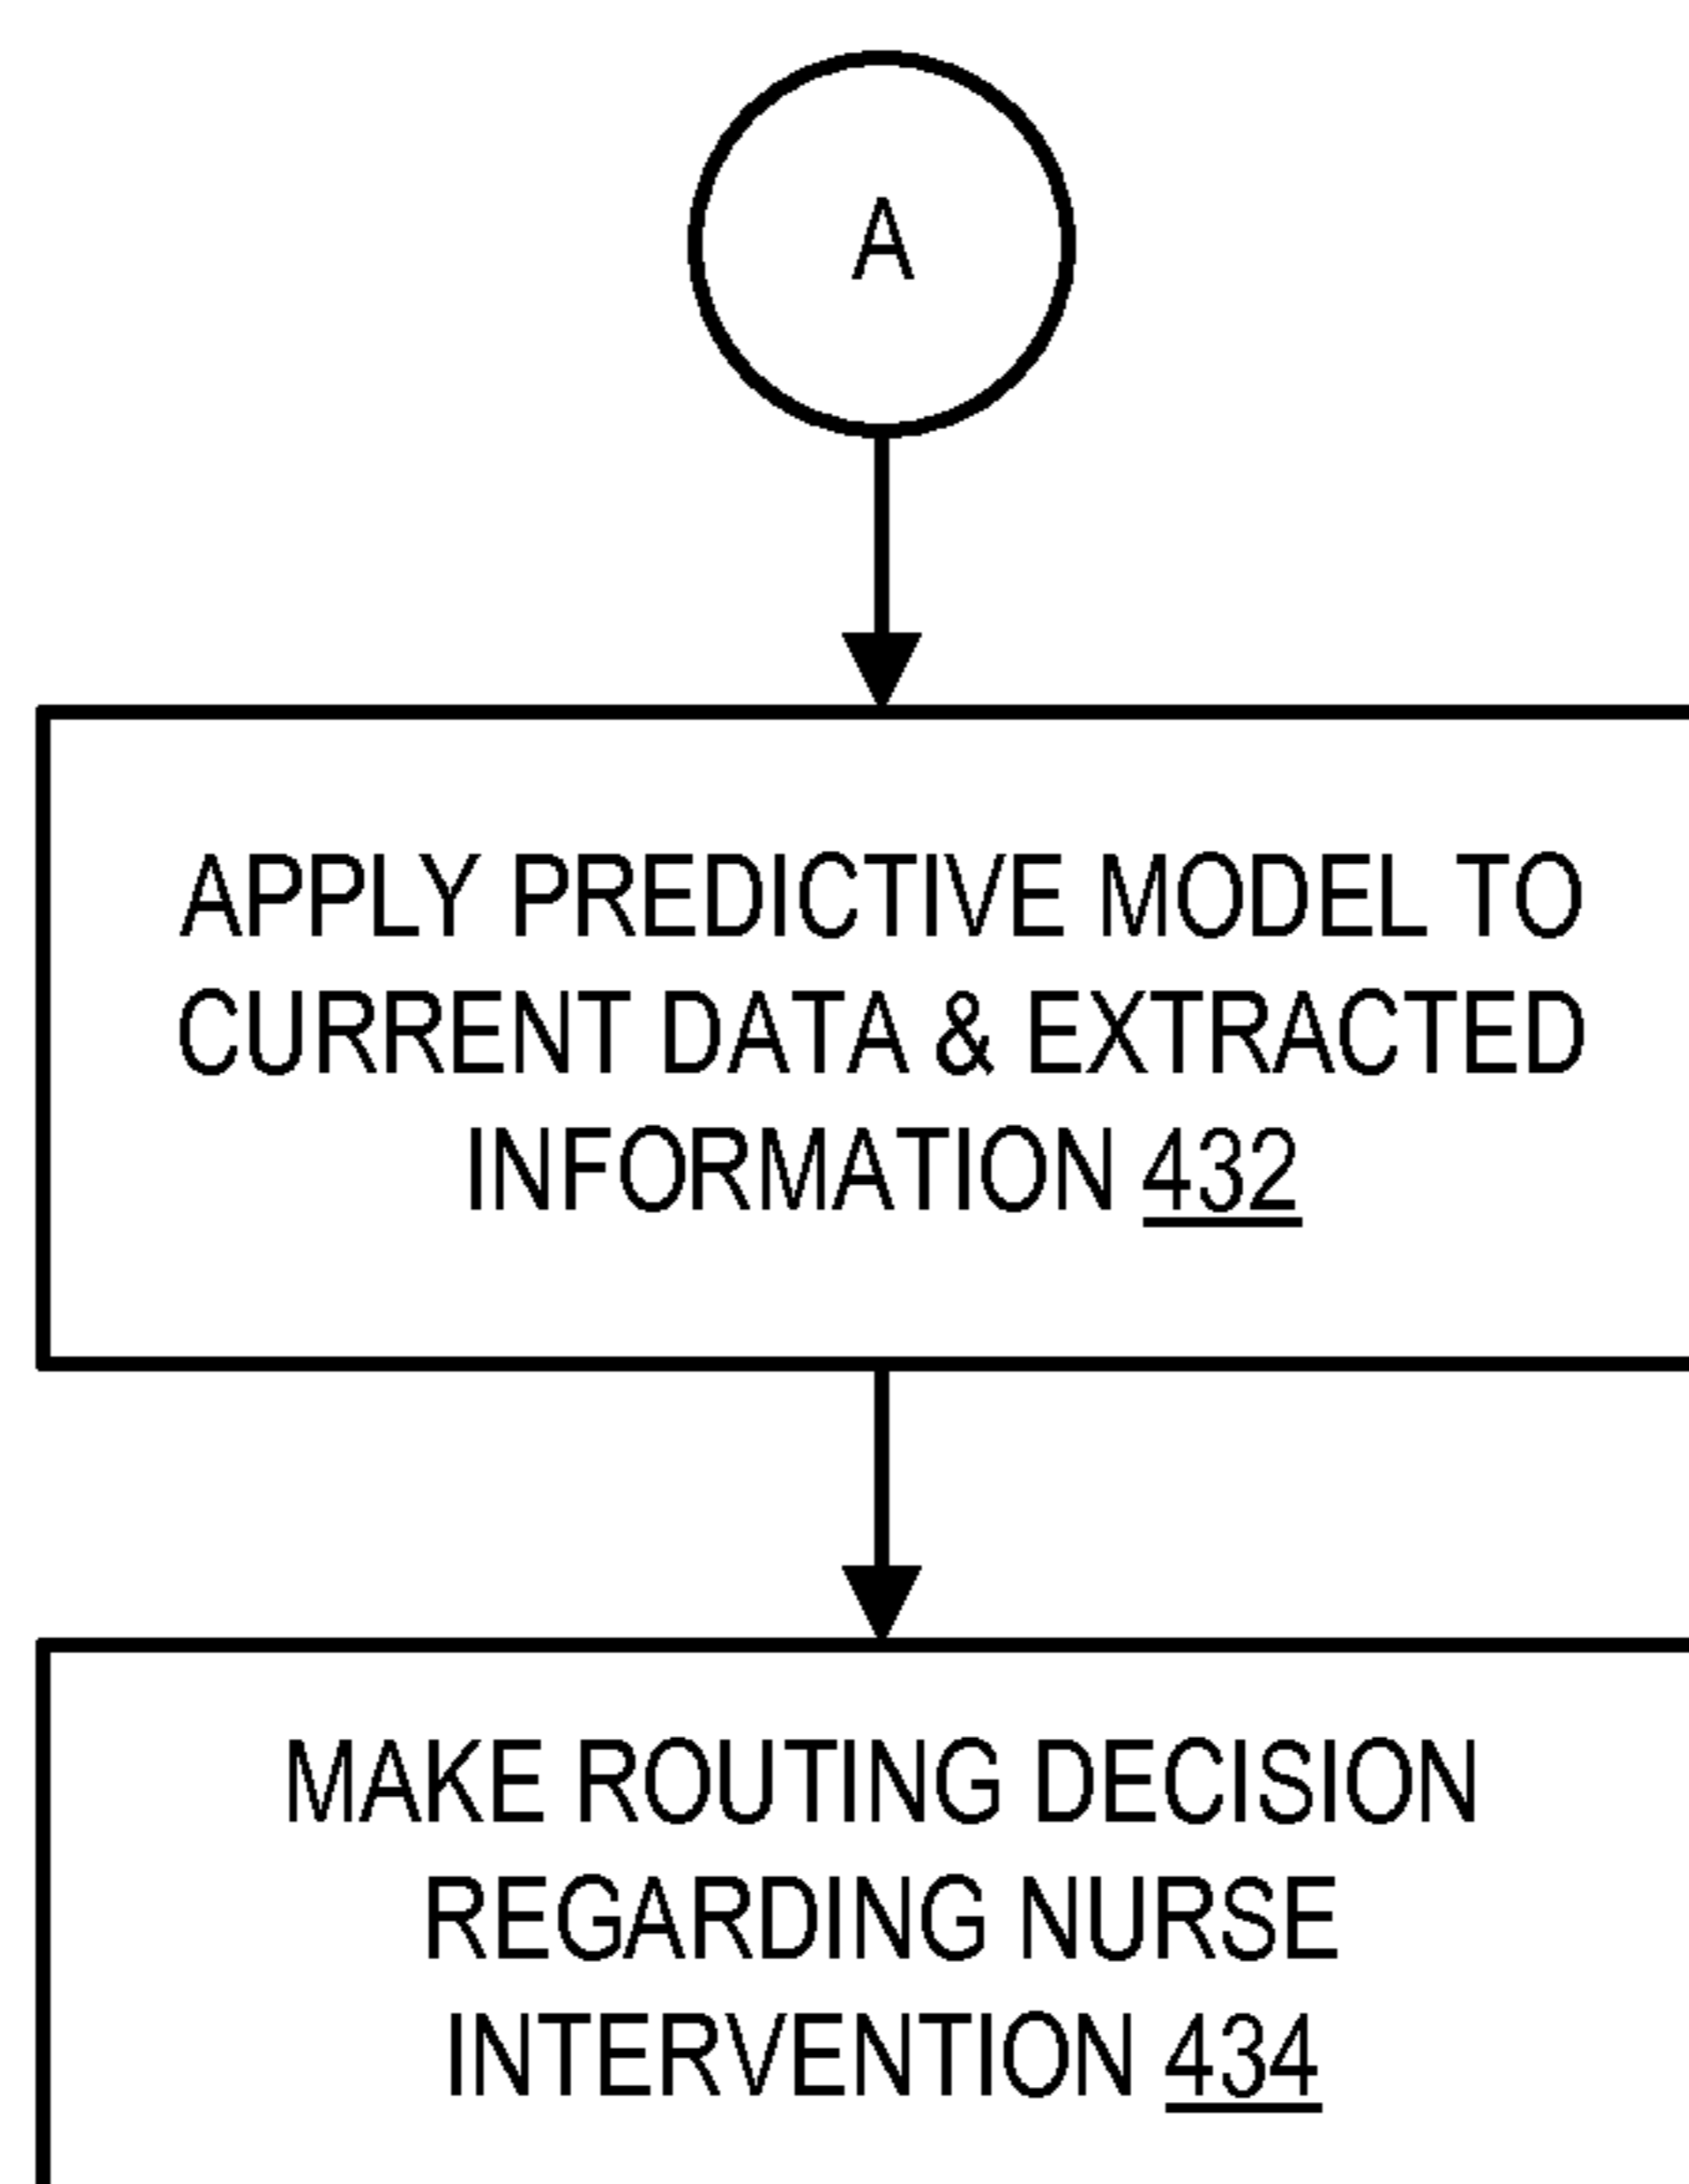 A
APPLY PREDICTIVE MODEL TO
CURRENT DATA & EXTRACTED
INFORMATION 432
MAKE ROUTING DECISION
REGARDING NURSE
INTERVENTION 434